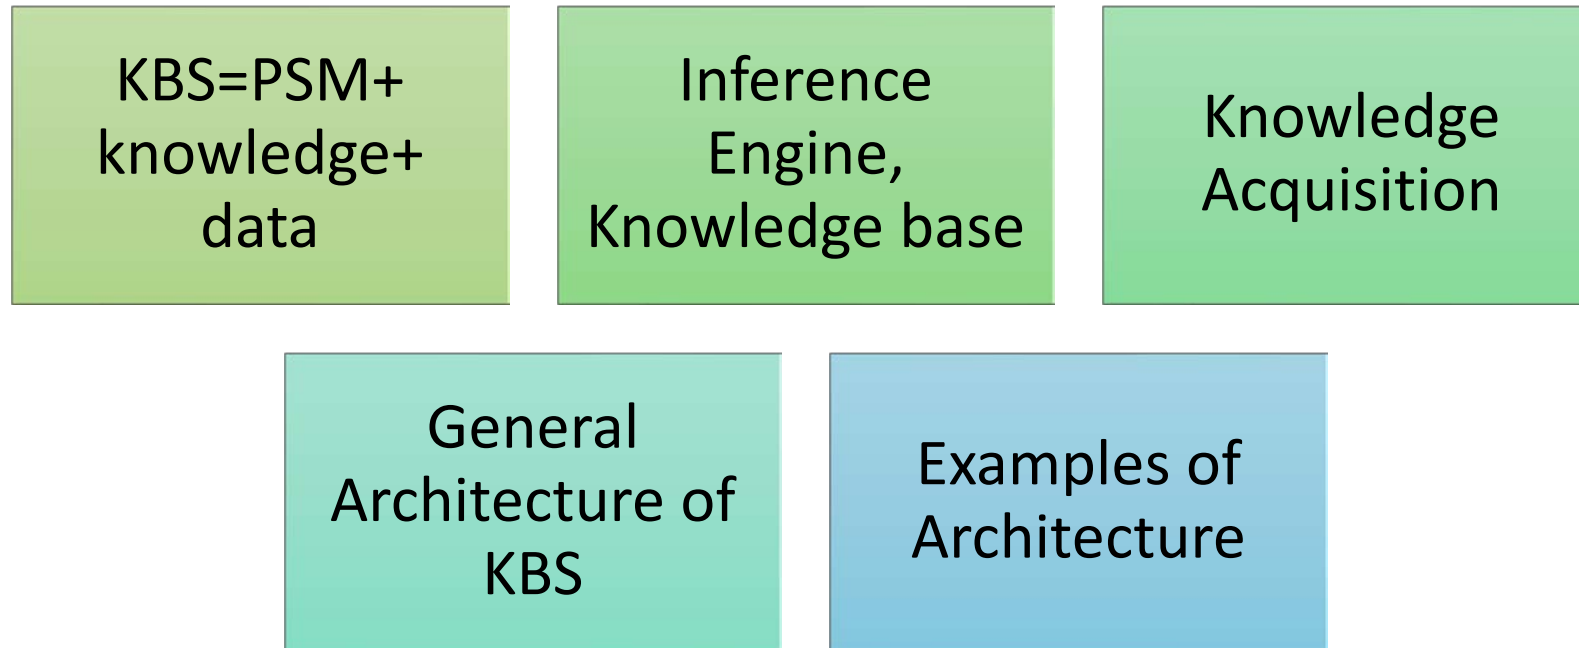 KBS=PSM+
knowledge+
data
Inference
Engine,
Knowledge base
Knowledge
Acquisition
General
Architecture of
KBS
Examples of
Architecture